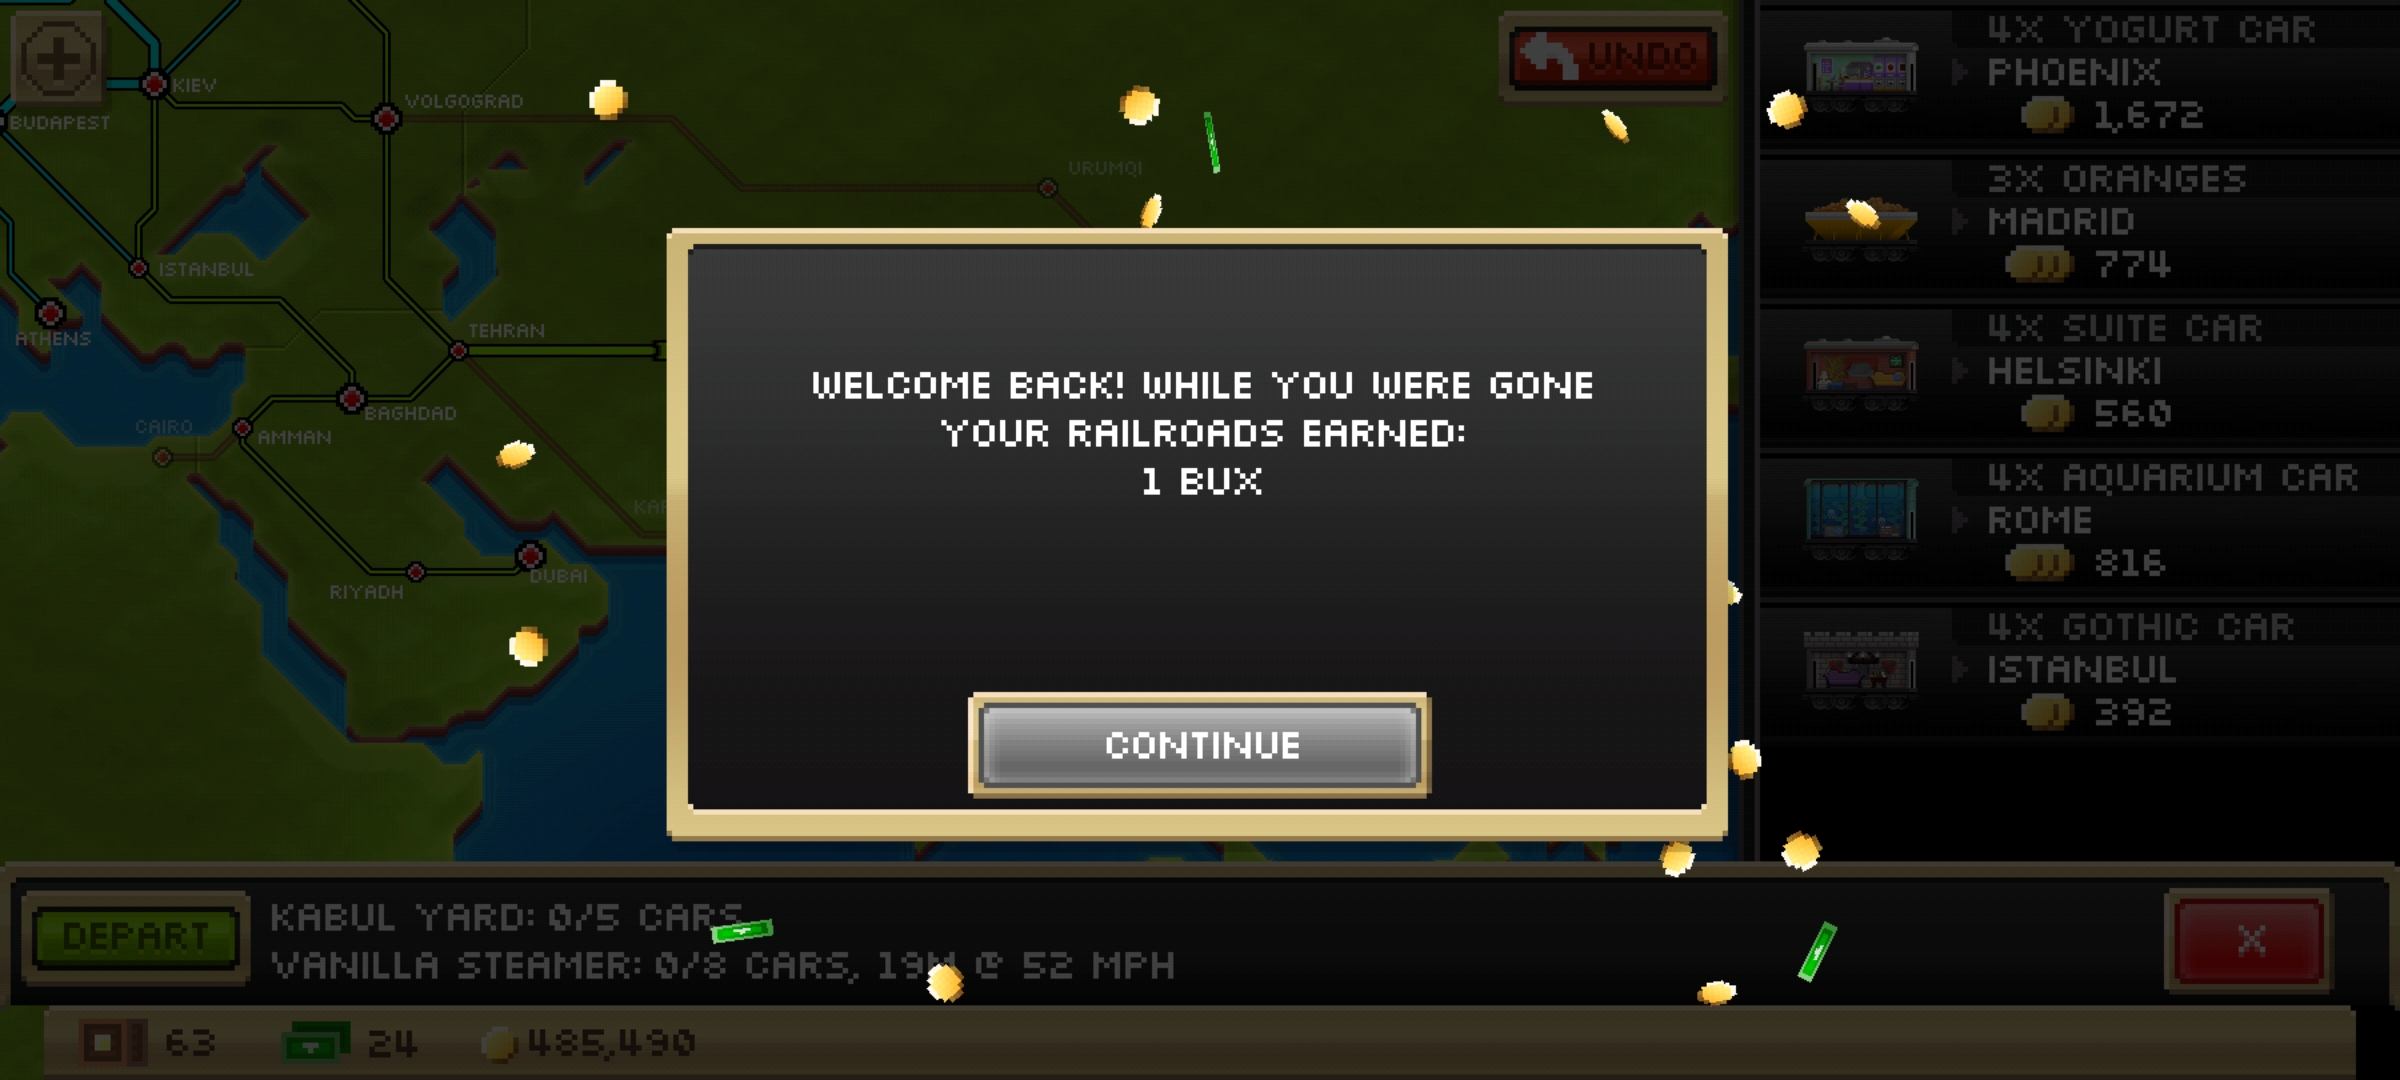 KIEV
VOLGOGRAD
BUDAPEST
URUMQI
ISTANBUL
ATHENS
TEHRAN
BAGHDAD
CAIRO
AMMAN
RIYADH
DUBAI
UNDO
WELCOME BACK! WHILE YOU WERE GONE
YOUR RAILROADS EARNED:
1 BUX
CONTINUE
4X YOGURT CAR
PHOENIX
1,672
3X ORANGES
MADRID
774
4X SUITE CAR
HELSINKI
560
4X AQUARIUM CAR
ROME
816
4X GOTHIC CAR
ISTANBUL
392
DEPART
KABUL YARD: 0/5 CARS
VANILLA STEAMER: 0/8 CARS, 19M @ 52 MPH
X
63
24
485,490